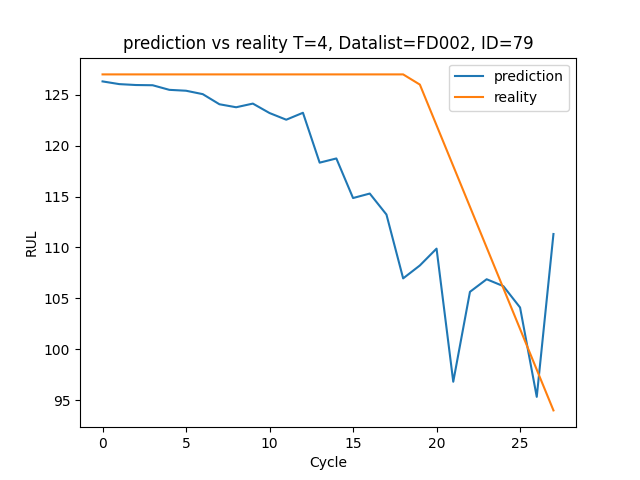 prediction vs reality T=4, Datalist=FD002, ID=79
prediction
reality
125
120
115
110
105
100
95
RUL
0 5 10 15 20 25
Cycle